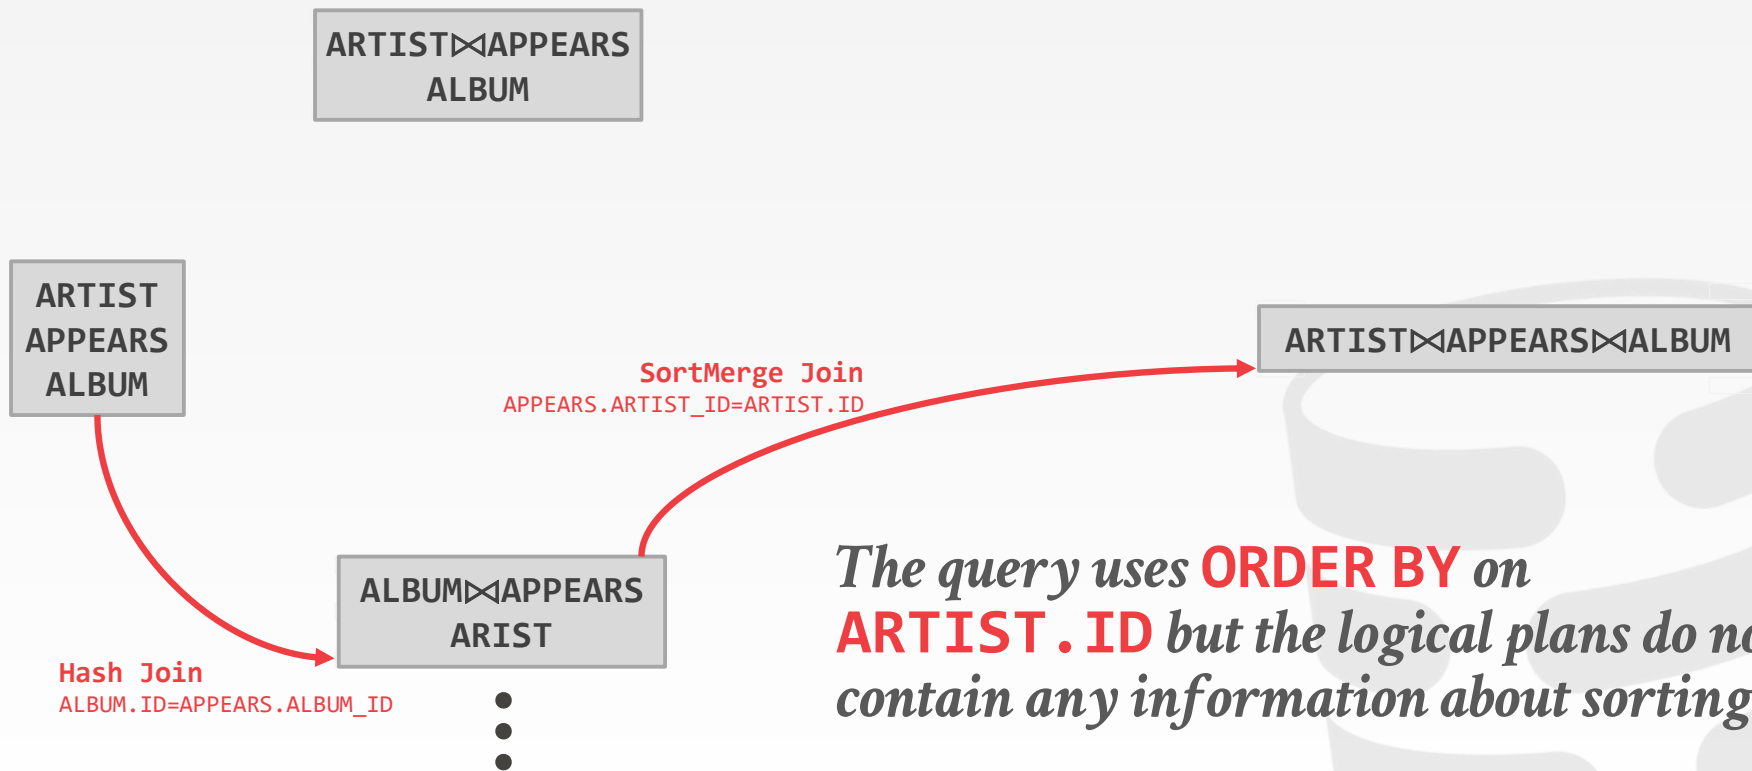 ARTIST⋈APPEARS
ALBUM
ARTIST
APPEARS
ALBUM
ARTIST⋈APPEARS⋈ALBUM
SortMerge Join
APPEARS.ARTIST_ID=ARTIST.ID
ALBUM⋈APPEARS
ARIST
Hash Join
ALBUM.ID=APPEARS.ALBUM_ID
The query uses ORDER BY on
ARTIST.ID but the logical plans do no
contain any information about sorting